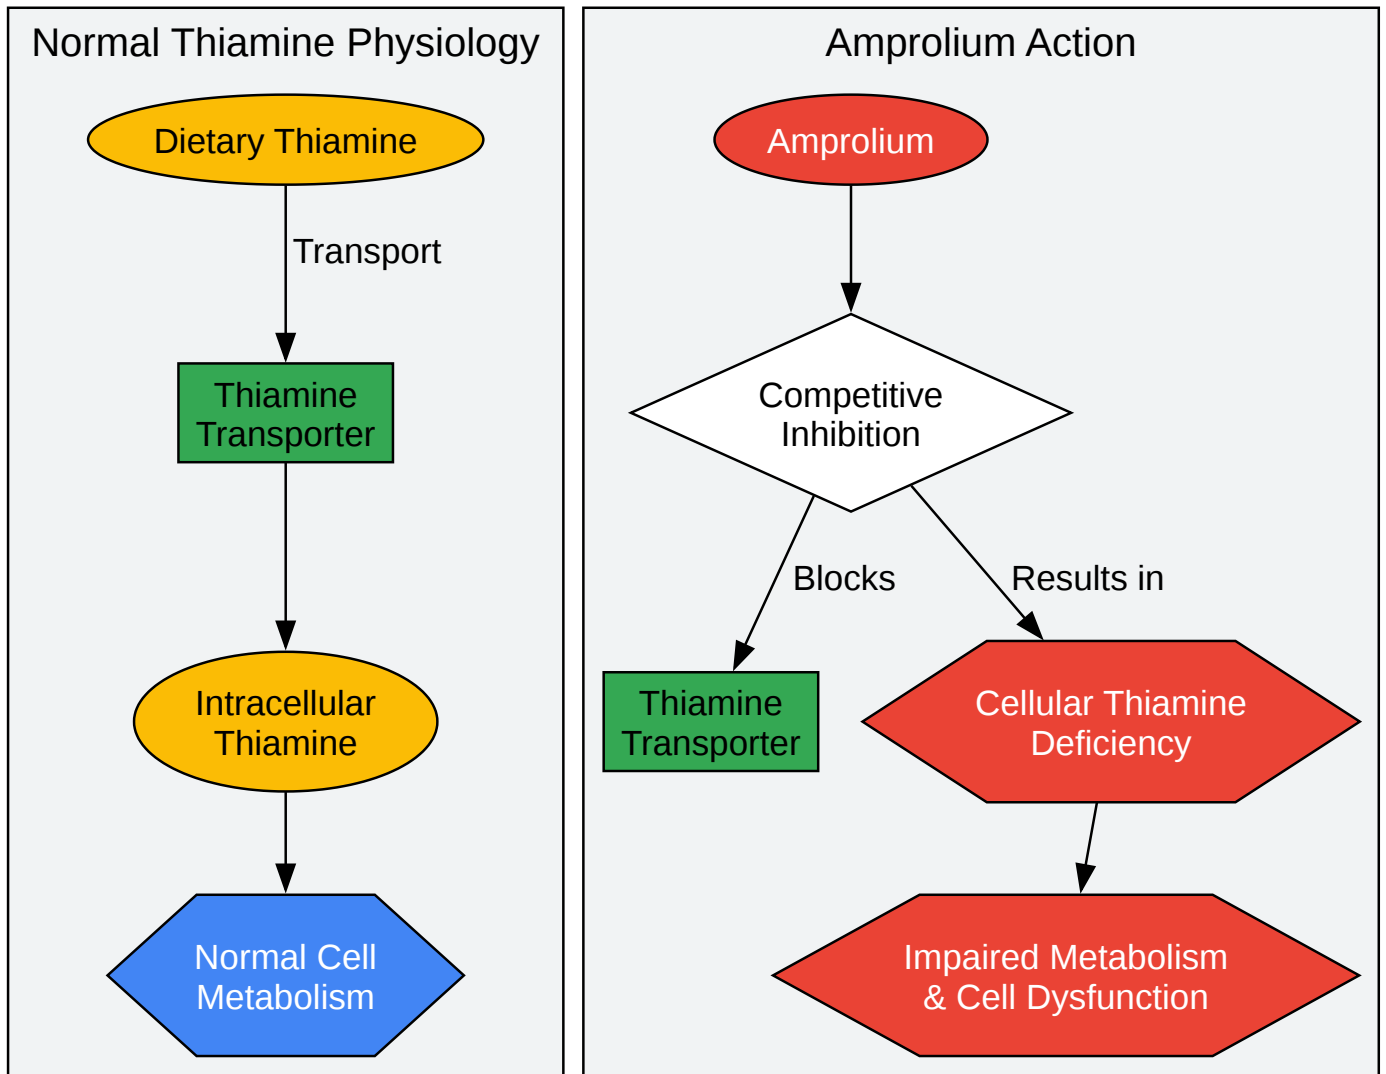 Normal Thiamine Physiology
Dietary Thiamine
Transport
Thiamine
Transporter
Intracellular
Thiamine
Normal Cell
Metabolism
Amprolium Action
Amprolium
Competitive
Inhibition
Blocks
Results in
Thiamine
Transporter
Cellular Thiamine
Deficiency
Impaired Metabolism
& Cell Dysfunction